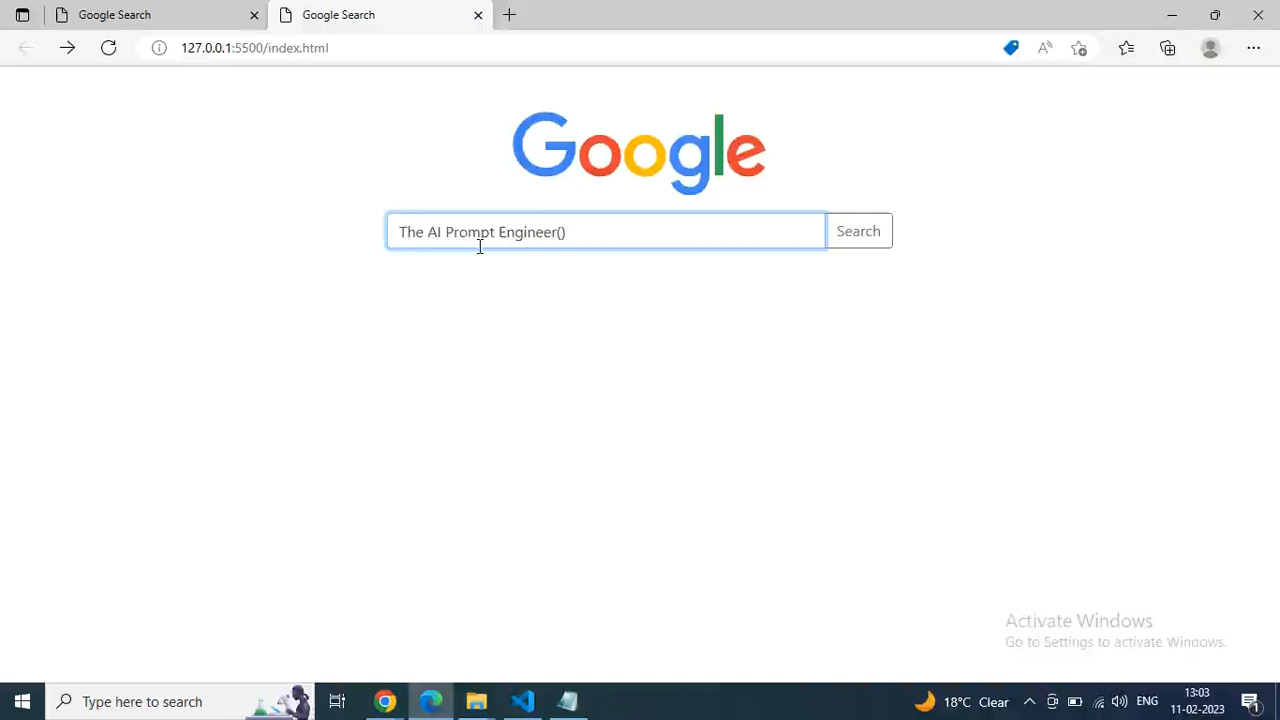 Google Search
Google Search
127.0.0.1:5500/index.html
Google
The AI Prompt Engineer()
Search
Activate Windows
Go to Settings to activate Windows.
Type here to search
18°C Clear
ENG
13:03
11-02-2023
1